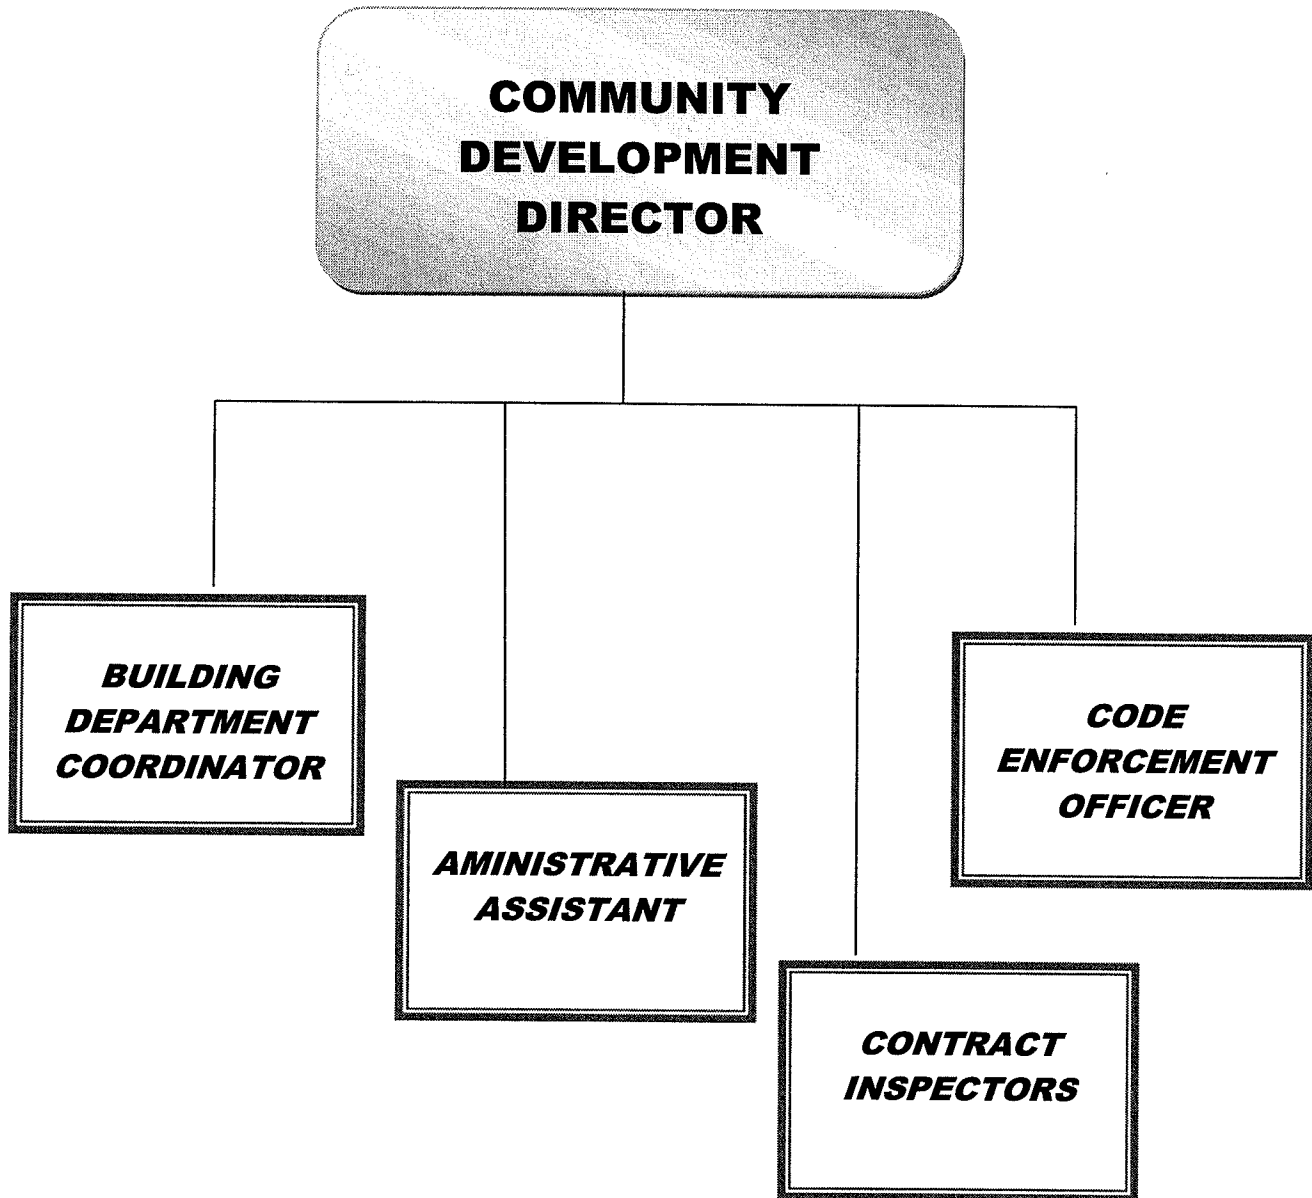 COMMUNITY
DEVELOPMENT
DIRECTOR
BUILDING
DEPARTMENT
COORDINATOR
AMINISTRATIVE
ASSISTANT
CONTRACT
INSPECTORS
CODE
ENFORCEMENT
OFFICER